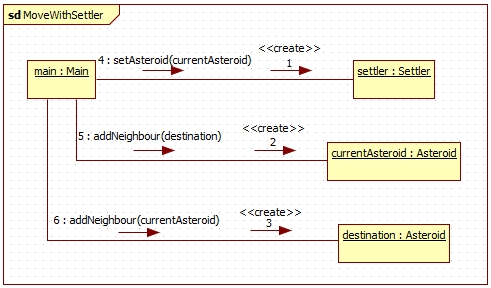 sd MoveWithSettler
4 : setAsteroid(currentAsteroid)
<<create>>
1
main : Main
settler : Settler
5 : addNeighbour(destination)
<<create>>
2
currentAsteroid : Asteroid
6 : addNeighbour(currentAsteroid)
<<create>>
3
destination : Asteroid